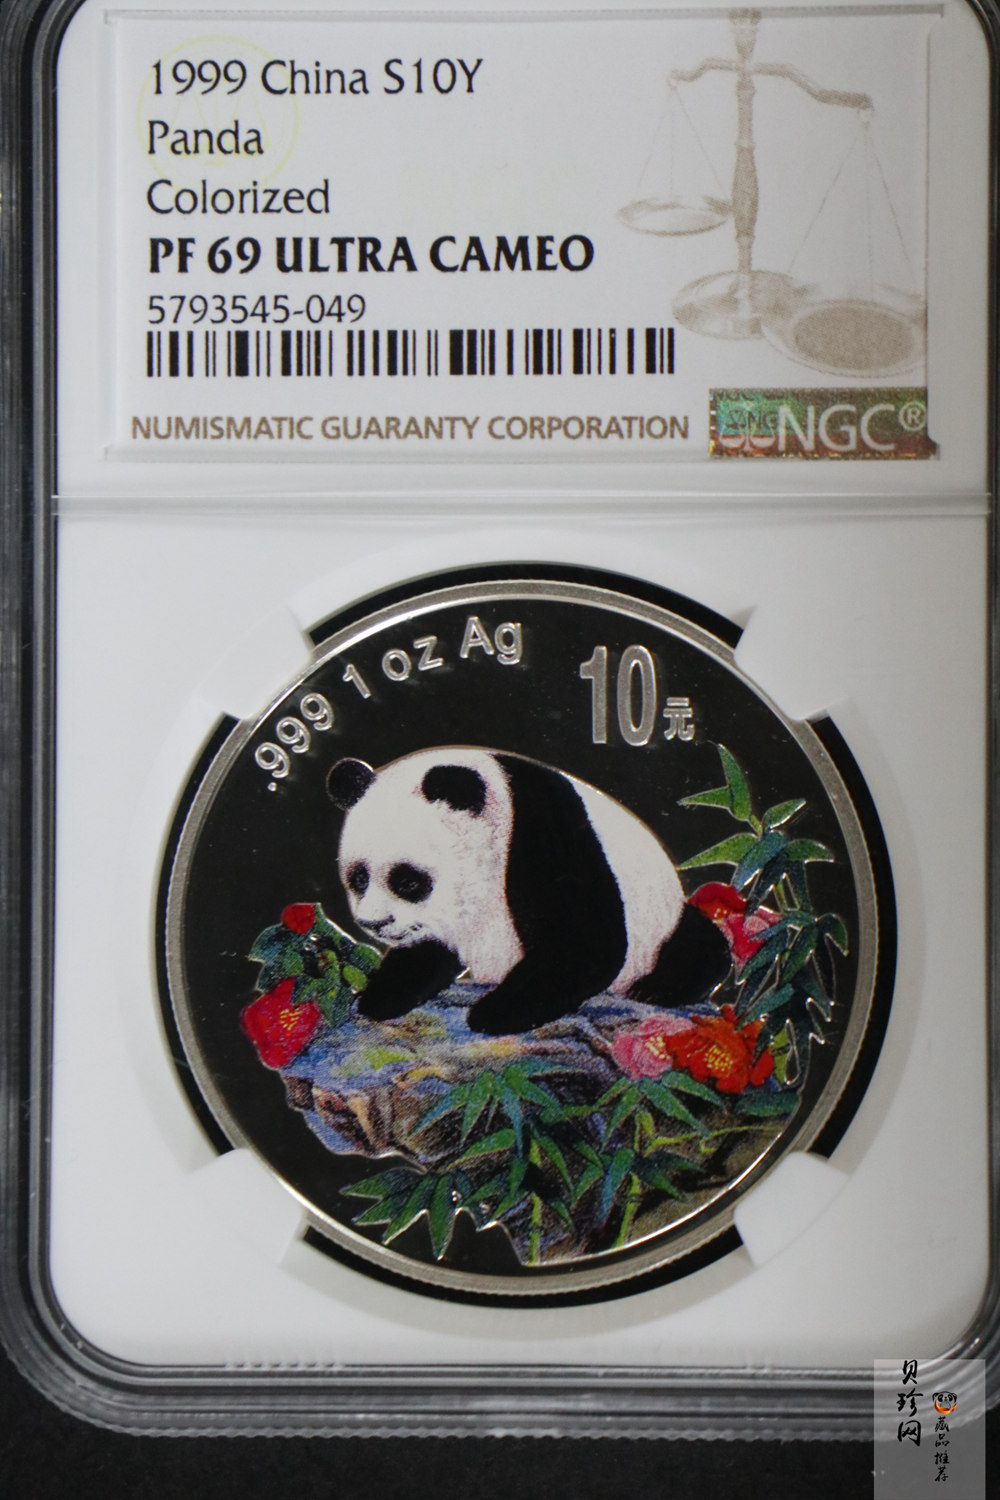 1999 China S10Y
Panda
Colorized
PF 69 ULTRA CAMEO
5793545-049
NUMISMATIC GUARANTY CORPORATION
NGC®
.999 1 oz Ag
10元
贝珍网
藏品推荐